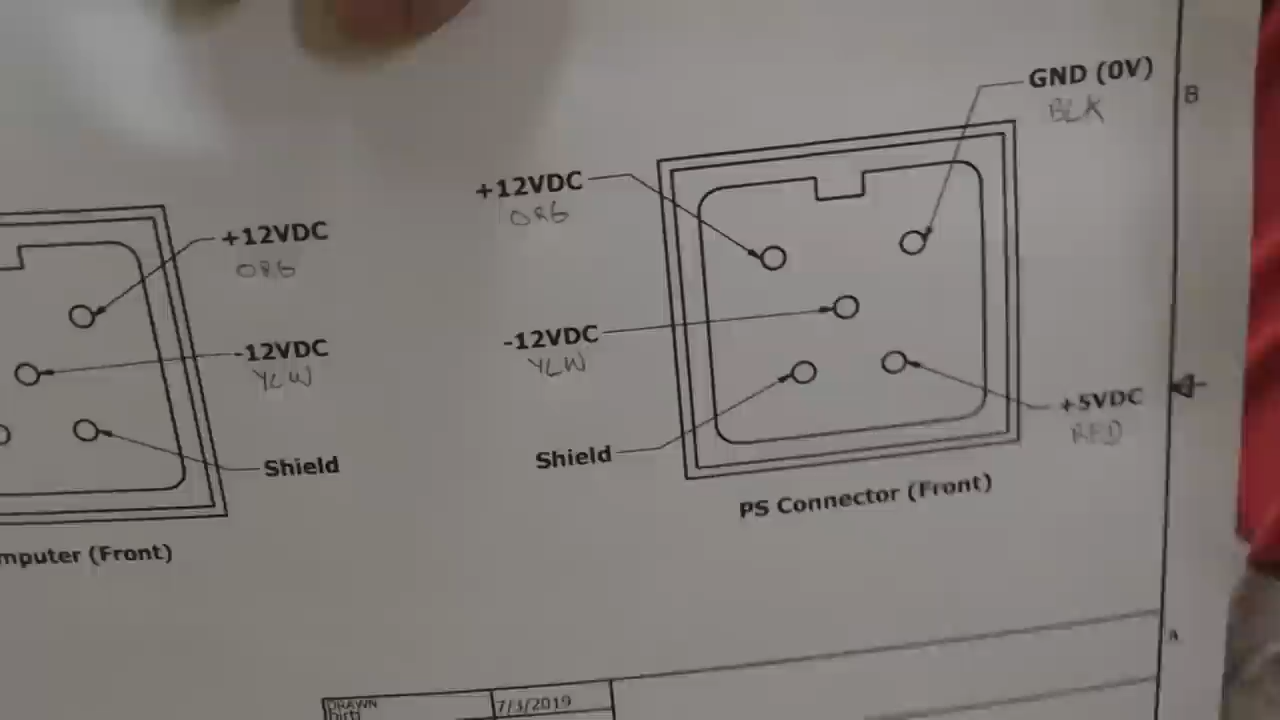 GND (0V)
BLK
B
+12VDC
ORG
+12VDC
ORG
-12VDC
YLW
-12VDC
YLW
+5VDC
RED
Shield
Shield
PS Connector (Front)
mputer (Front)
A
DRAWN
7/3/2019